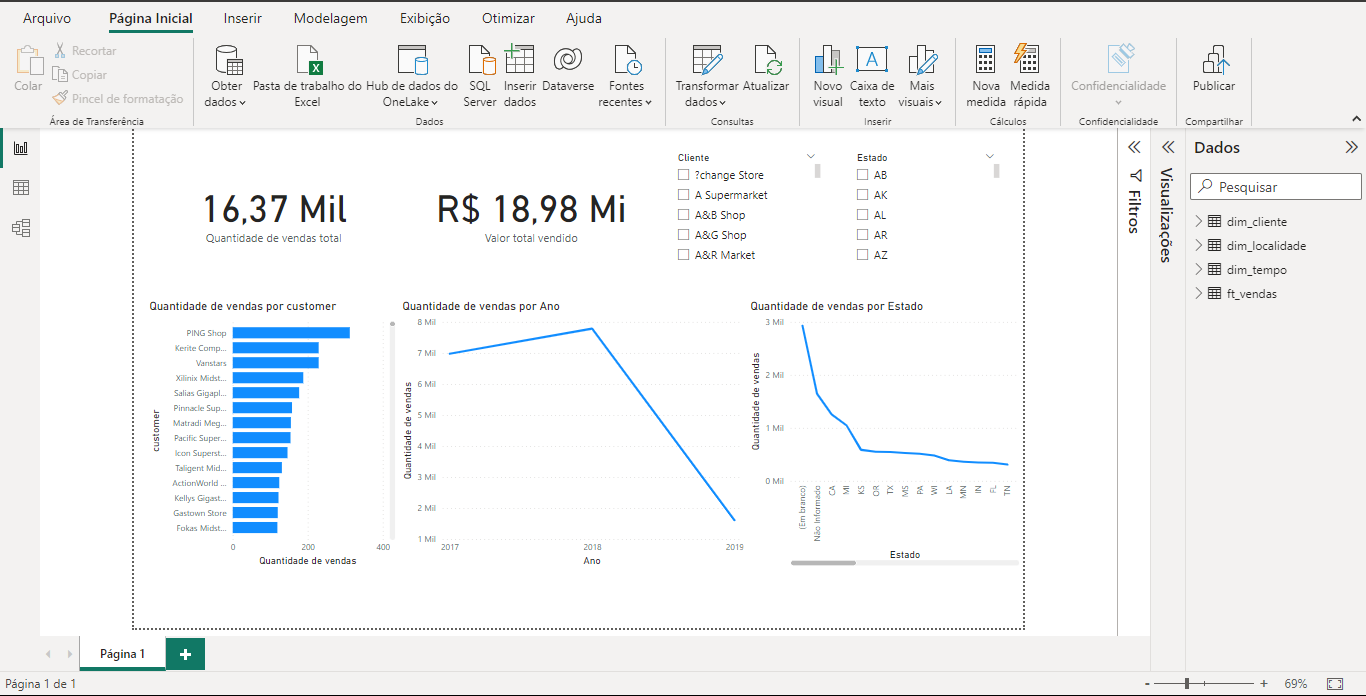 Arquivo Página Inicial Inserir Modelagem Exibição Otimizar Ajuda
Colar
Recortar
Copiar
Pincel de formatação
Área de Transferência
Obter dados
Pasta de trabalho do Excel
Hub de dados do OneLake
SQL Server
Inserir dados
Dataverse
Fontes recentes
Dados
Transformar dados
Atualizar
Consultas
Novo visual
A
Caixa de texto
Mais visuais
Inserir
Nova medida
Medida rápida
Cálculos
Confidencialidade
Confidencialidade
Publicar
Compartilhar
16,37 Mil
Quantidade de vendas total
R$ 18,98 Mi
Valor total vendido
Cliente
?change Store
A Supermarket
A&B Shop
A&G Shop
A&R Market
Estado
AB
AK
AL
AR
AZ
Quantidade de vendas por customer
customer
PING Shop
Kerite Comp...
Vanstars
Xilinix Midst...
Salias Gigapl...
Pinnacle Sup...
Matradi Meg...
Pacific Super...
Icon Superst...
Taligent Mid...
ActionWorld ...
Kellys Gigast...
Gastown Store
Fokas Midst...
0 200 400
Quantidade de vendas
Quantidade de vendas por Ano
Quantidade de vendas
8 Mil
7 Mil
6 Mil
5 Mil
4 Mil
3 Mil
2 Mil
1 Mil
2017 2018 2019
Ano
Quantidade de vendas por Estado
Quantidade de vendas
3 Mil
2 Mil
1 Mil
0 Mil
(Em branco)
Não Informado
CA
MI
KS
OR
TX
MS
PA
WI
LA
MN
IN
FL
TN
Estado
Filtros
Visualizações
Dados
Pesquisar
dim_cliente
dim_localidade
dim_tempo
ft_vendas
Página 1
Página 1 de 1
- + 69%